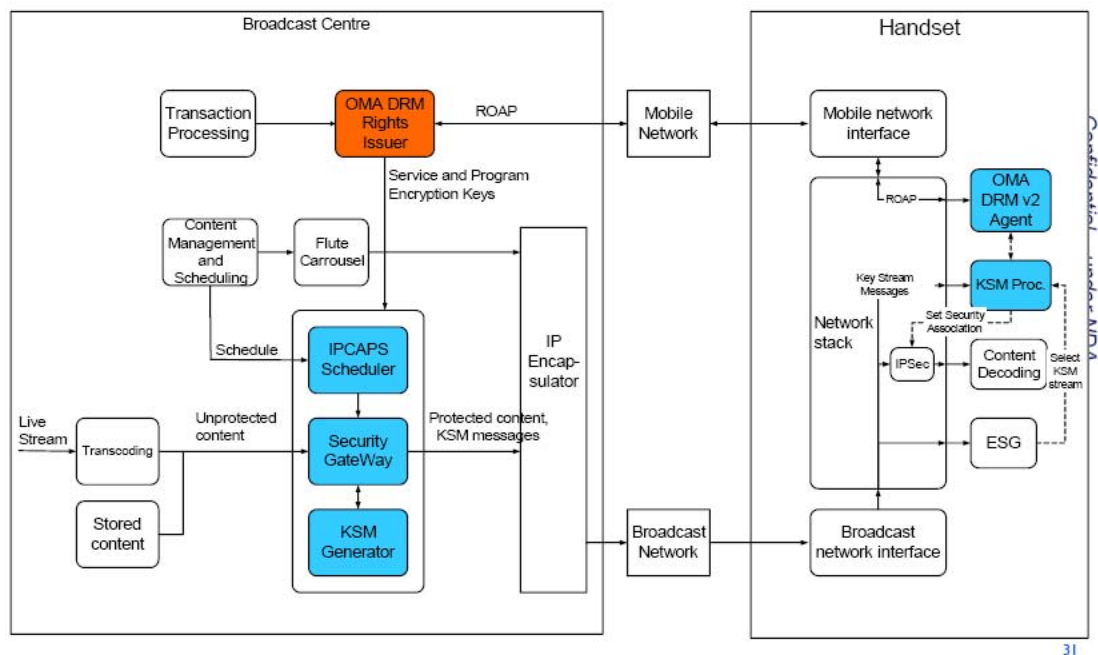 Broadcast Centre
Handset
Transaction
Processing
OMA DRM
Rights
Issuer
ROAP
Mobile
Network
Mobile network
interface
Service and Program
Encryption Keys
ROAP
OMA
DRM v2
Agent
Content
Management
and
Scheduling
Flute
Carrousel
Key Stream
Messages
KSM Proc.
Set Security
Association
Network
stack
IPSec
Content
Decoding
Select
KSM
stream
Schedule
IPCAPS
Scheduler
IP
Encap-
sulator
Live
Stream
Transcoding
Unprotected
content
Security
GateWay
Protected content,
KSM messages
ESG
Stored
content
KSM
Generator
Broadcast
Network
Broadcast
network interface
Confidential under NDA
31